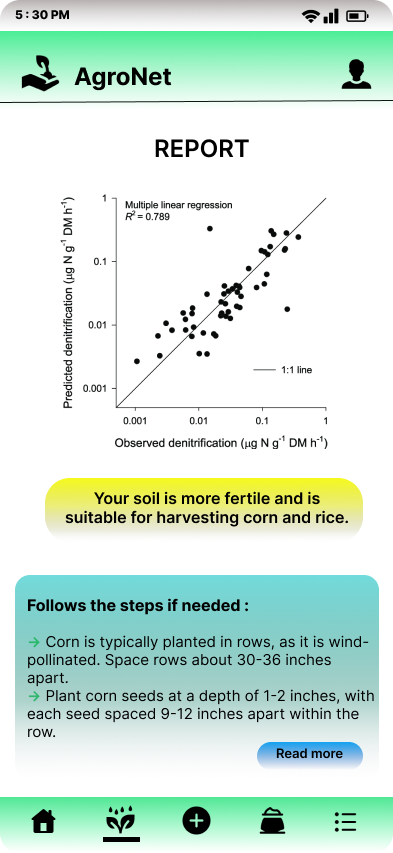 5 : 30 PM
AgroNet
REPORT
Multiple linear regression
R² = 0.789
Predicted denitrification (µg N g⁻¹ DM h⁻¹)
1
0.1
0.01
0.001
1:1 line
0.001 0.01 0.1 1
Observed denitrification (µg N g⁻¹ DM h⁻¹)
Your soil is more fertile and is
suitable for harvesting corn and rice.
Follows the steps if needed :
→ Corn is typically planted in rows, as it is wind-
pollinated. Space rows about 30-36 inches
apart.
→ Plant corn seeds at a depth of 1-2 inches, with
each seed spaced 9-12 inches apart within the
row.
Read more